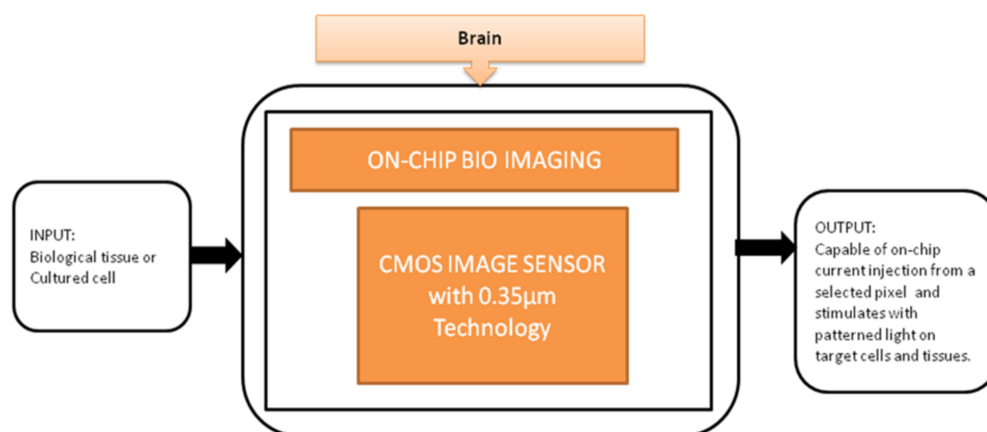 Brain
ON-CHIP BIO IMAGING
INPUT:
Biological tissue or
Cultured cell
CMOS IMAGE SENSOR
with 0.35µm
Technology
OUTPUT:
Capable of on-chip
current injection from a
selected pixel and
stimulates with
patterned light on
target cells and tissues.